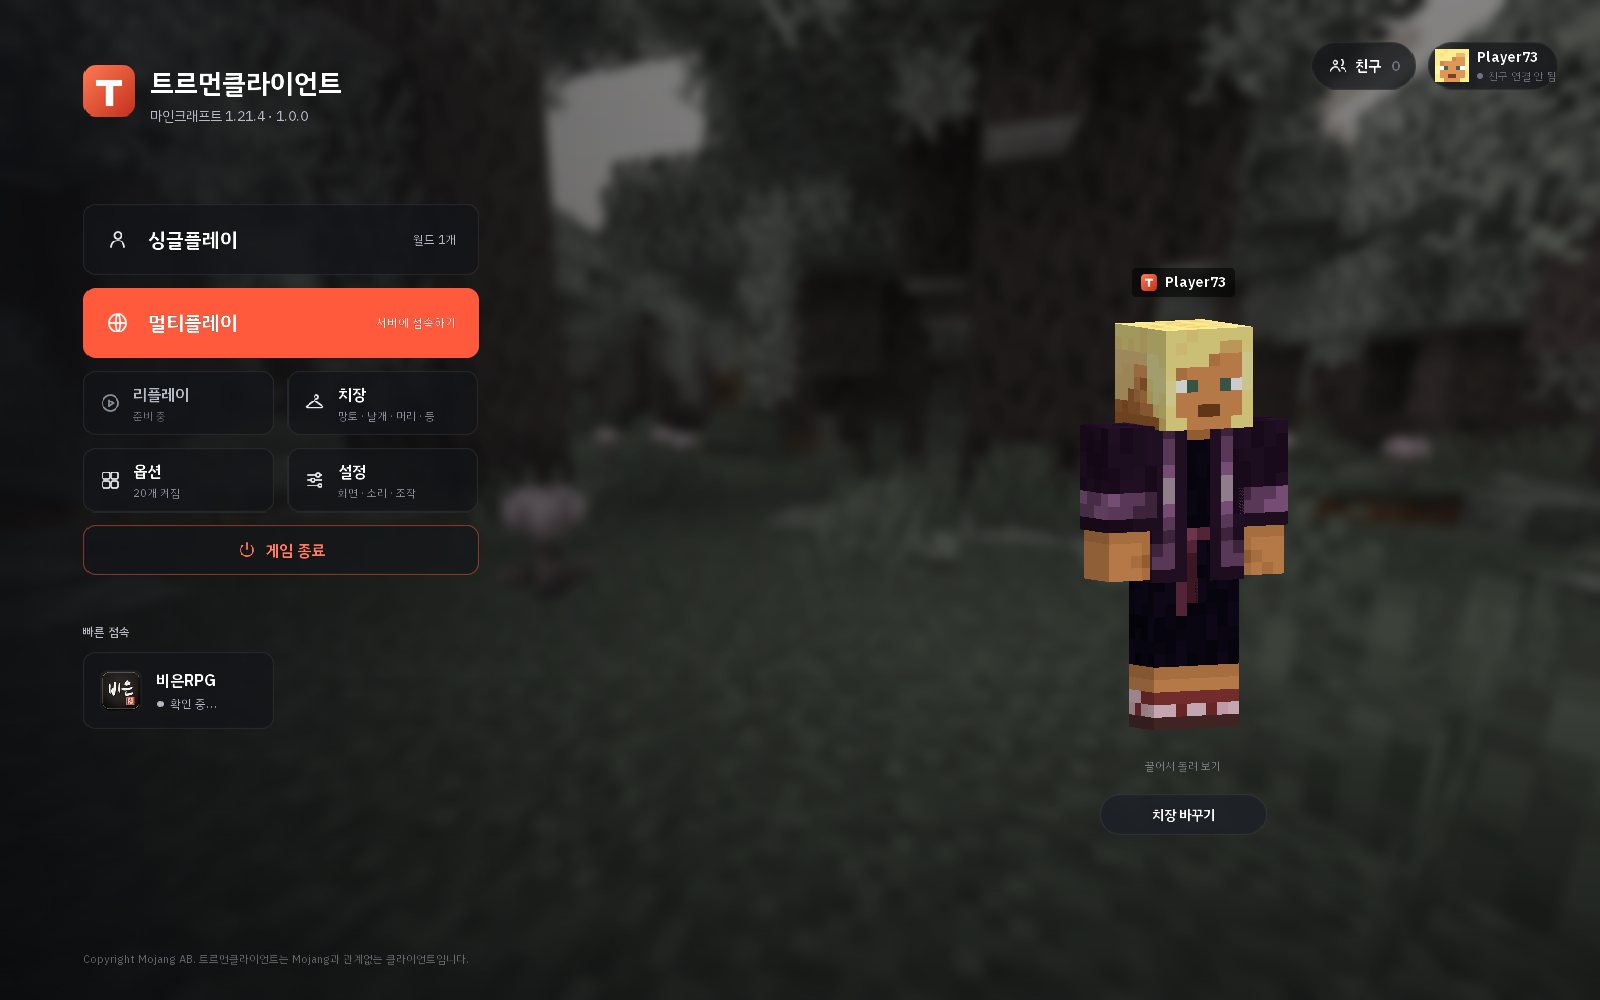 T 트르먼클라이언트
마인크래프트 1.21.4 · 1.0.0
친구 0
Player73
친구 연결 안 됨
싱글플레이 월드 1개
멀티플레이 서버에 접속하기
리플레이
준비 중
치장
망토 · 날개 · 머리 · 등
옵션
20개 켜짐
설정
화면 · 소리 · 조작
게임 종료
빠른 접속
비은
비은RPG
확인 중...
T Player73
끌어서 돌려 보기
치장 바꾸기
Copyright Mojang AB. 트르먼클라이언트는 Mojang과 관계없는 클라이언트입니다.